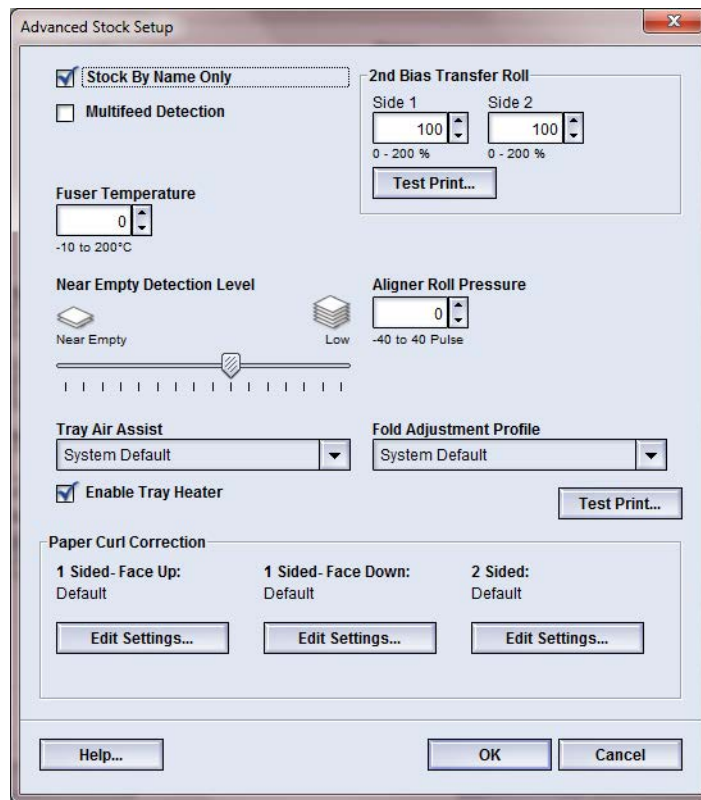 Advanced Stock Setup
x
Stock By Name Only
Multifeed Detection
2nd Bias Transfer Roll
Side 1 Side 2
100 100
0 - 200 % 0 - 200 %
Test Print...
Fuser Temperature
0
-10 to 200°C
Near Empty Detection Level
Near Empty Low
Aligner Roll Pressure
0
-40 to 40 Pulse
Tray Air Assist
System Default
Fold Adjustment Profile
System Default
Enable Tray Heater
Test Print...
Paper Curl Correction
1 Sided- Face Up: 1 Sided- Face Down: 2 Sided:
Default Default Default
Edit Settings... Edit Settings... Edit Settings...
Help... OK Cancel